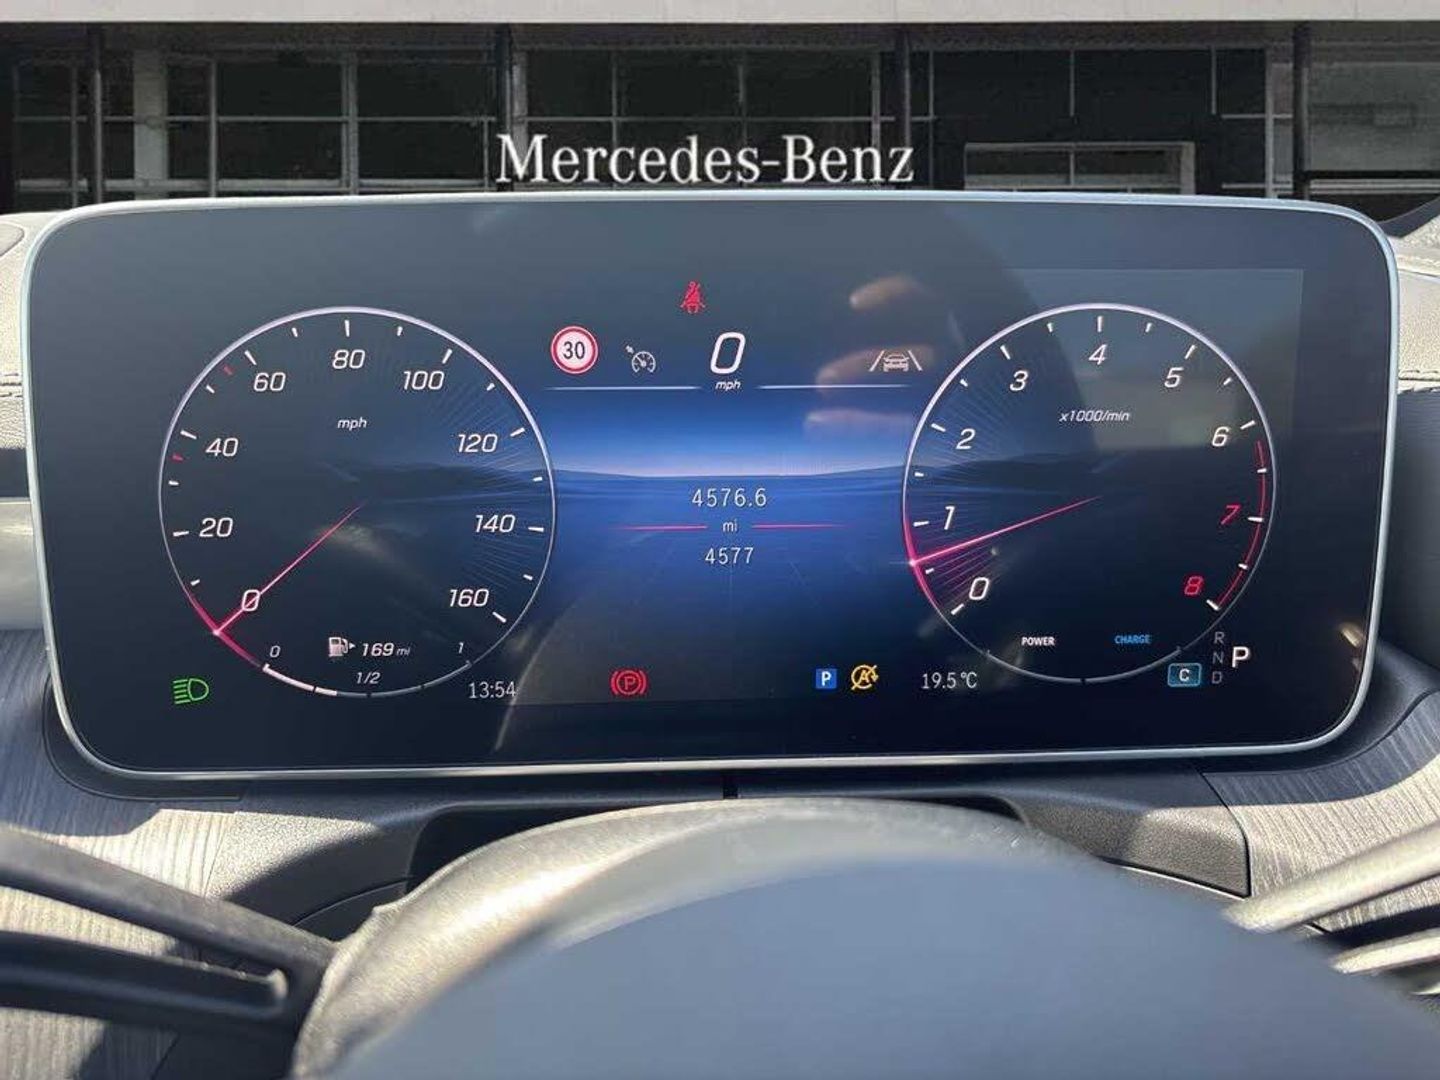 Mercedes-Benz
30
0
mph
80
60
100
mph
40
120
20
140
0
160
0
169 mi
1
1/2
13:54
4576.6
mi
4577
4
3
5
x1000/min
2
6
1
7
0
8
POWER
CHARGE
P
A
19.5°C
C
R
N
D
P
P